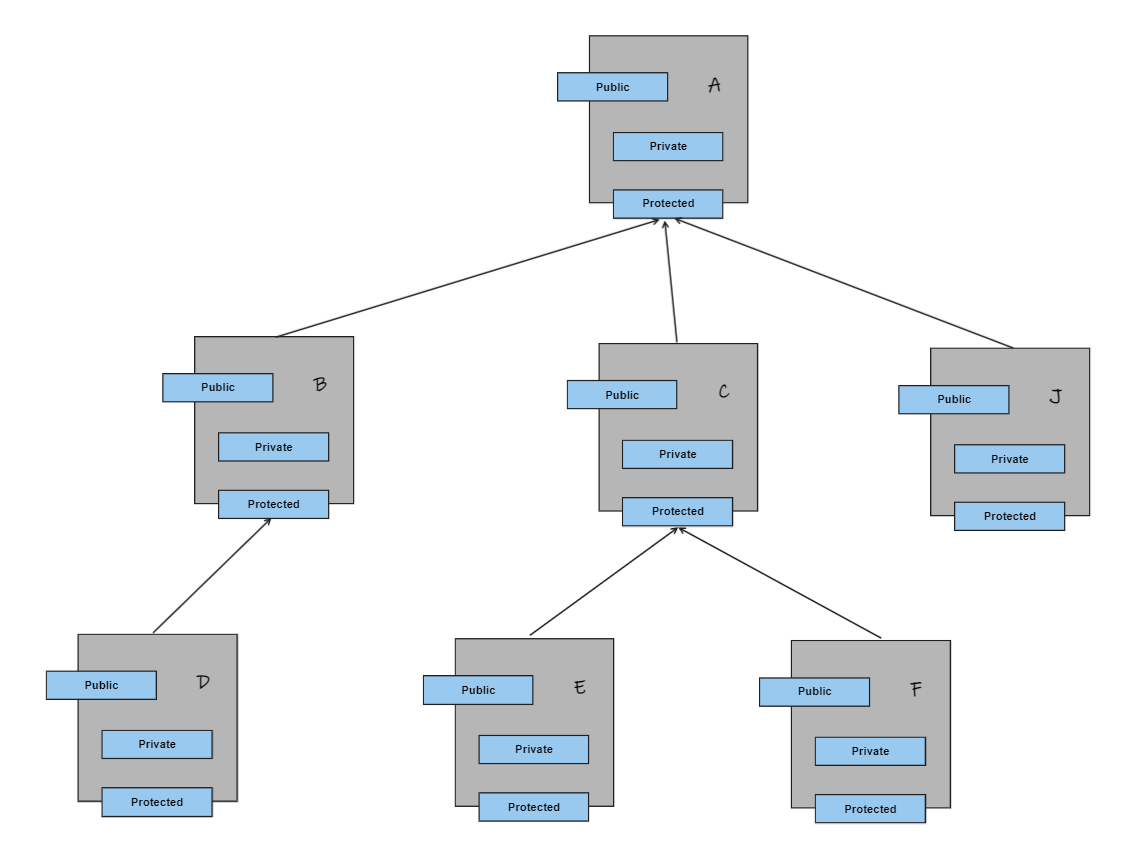 Public
A
Private
Protected
Public
B
Private
Protected
Public
C
Private
Protected
Public
J
Private
Protected
Public
D
Private
Protected
Public
E
Private
Protected
Public
F
Private
Protected